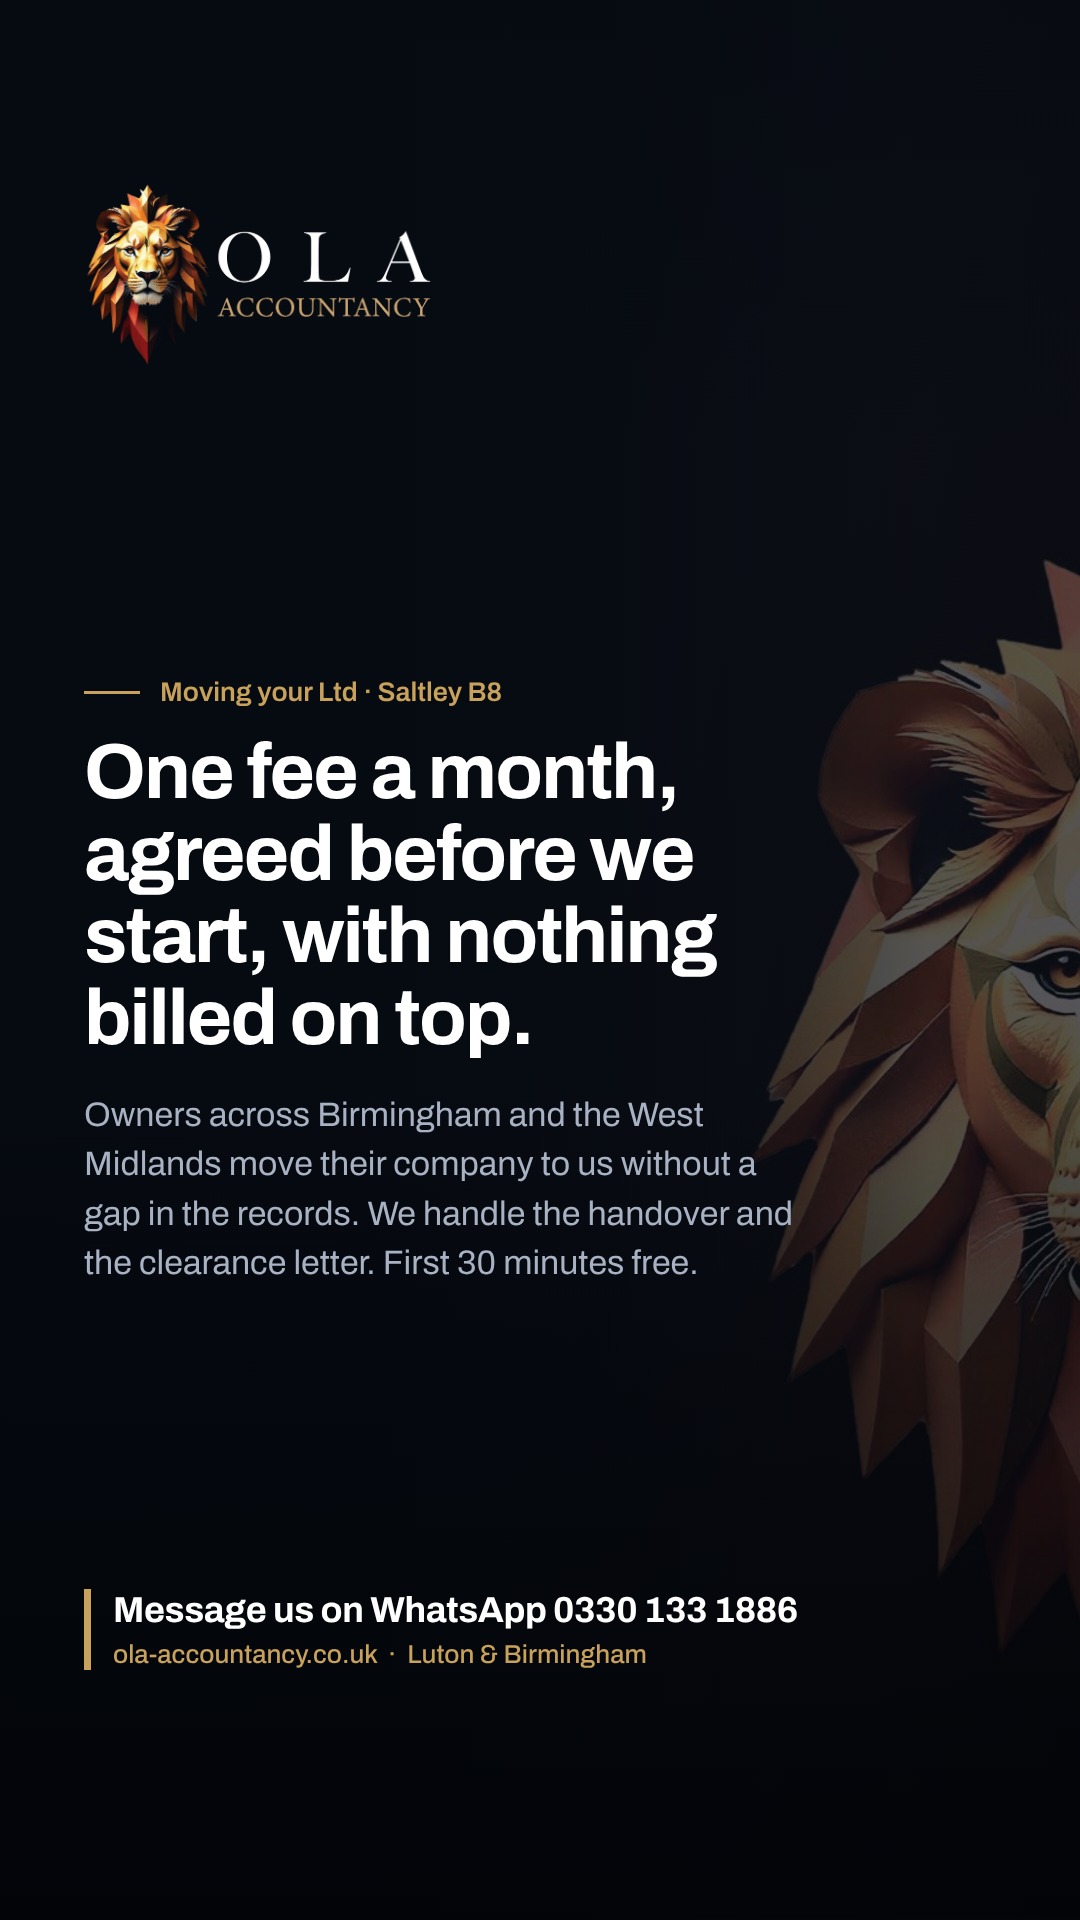 OLA
ACCOUNTANCY
Moving your Ltd · Saltley B8
One fee a month,
agreed before we
start, with nothing
billed on top.
Owners across Birmingham and the West
Midlands move their company to us without a
gap in the records. We handle the handover and
the clearance letter. First 30 minutes free.
Message us on WhatsApp 0330 133 1886
ola-accountancy.co.uk · Luton & Birmingham